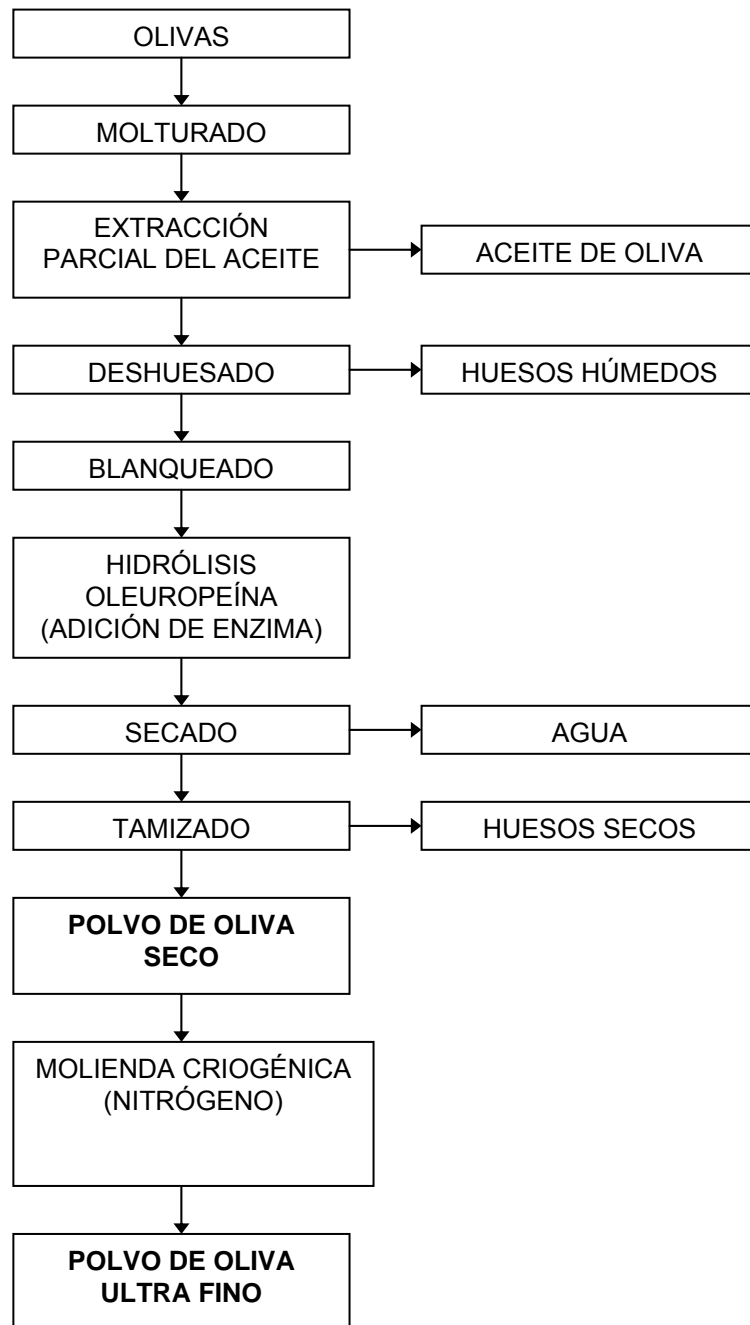 OLIVAS
MOLTURADO
EXTRACCIÓN
PARCIAL DEL ACEITE
ACEITE DE OLIVA
DESHUESADO
HUESOS HÚMEDOS
BLANQUEADO
HIDRÓLISIS
OLEUROPEÍNA
(ADICIÓN DE ENZIMA)
SECADO
AGUA
TAMIZADO
HUESOS SECOS
POLVO DE OLIVA
SECO
MOLIENDA CRIOGÉNICA
(NITRÓGENO)
POLVO DE OLIVA
ULTRA FINO